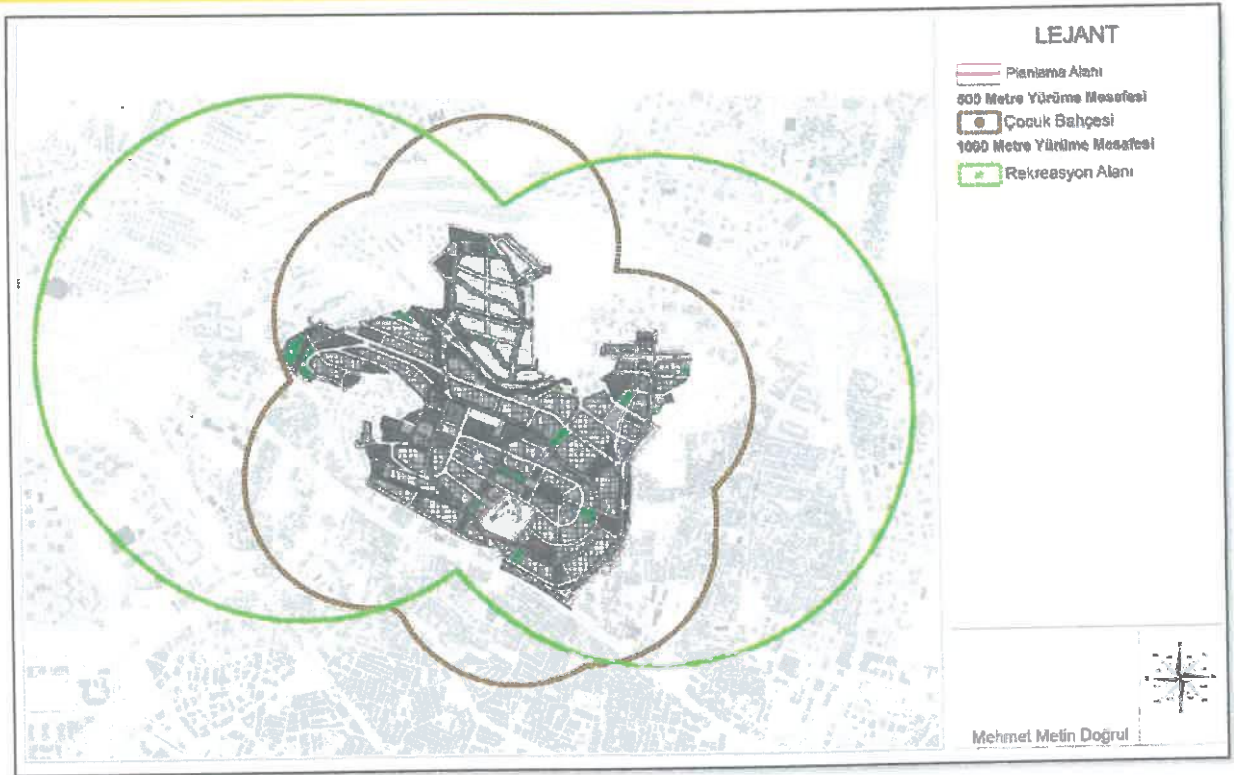 LEJANT
Planlama Alanı
500 Metre Yürüme Mesafesi
Çocuk Bahçesi
1000 Metre Yürüme Mesafesi
Rekreasyon Alanı
Mehmet Metin Doğrul